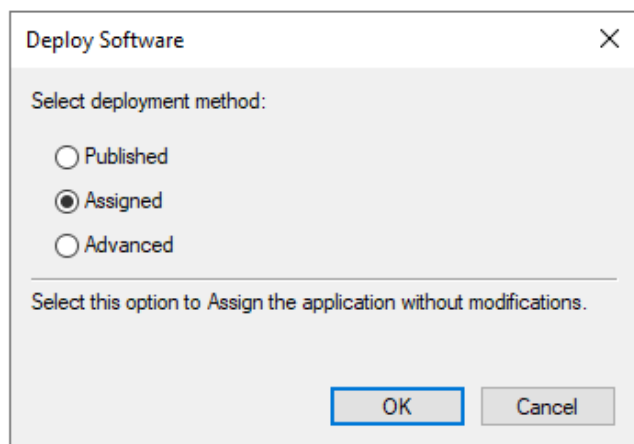 Deploy Software
Select deployment method:
Published
Assigned
Advanced
Select this option to Assign the application without modifications.
OK
Cancel